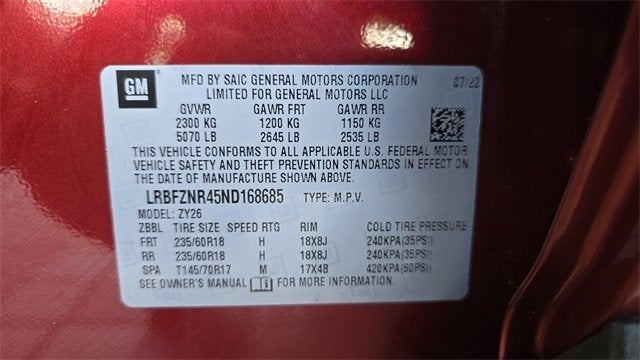 GM
MFD BY SAIC GENERAL MOTORS CORPORATION 07/22
LIMITED FOR GENERAL MOTORS LLC
GVWR GAWR FRT GAWR RR
2300 KG 1200 KG 1150 KG
5070 LB 2645 LB 2535 LB
THIS VEHICLE CONFORMS TO ALL APPLICABLE U.S. FEDERAL MOTOR
VEHICLE SAFETY AND THEFT PREVENTION STANDARDS IN EFFECT ON
THE DATE OF MANUFACTURE SHOWN ABOVE.
LRBFZNR45ND168685 TYPE: M.P.V.
MODEL: ZY26
ZBBL TIRE SIZE SPEED RTG RIM COLD TIRE PRESSURE
FRT 235/60R18 H 18X8J 240KPA(35PSI)
RR 235/60R18 H 18X8J 240KPA(35PSI)
SPA T145/70R17 M 17X4B 420KPA(60PSI)
SEE OWNER'S MANUAL FOR MORE INFORMATION.